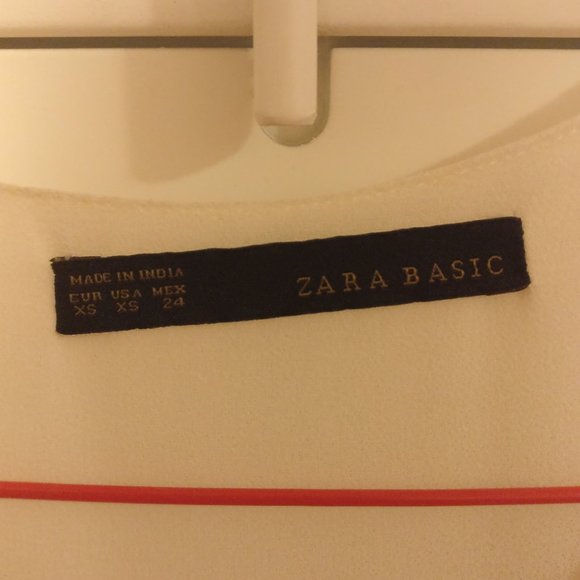 MADE IN INDIA
EUR USA MEX
XS XS 24
ZARA BASIC